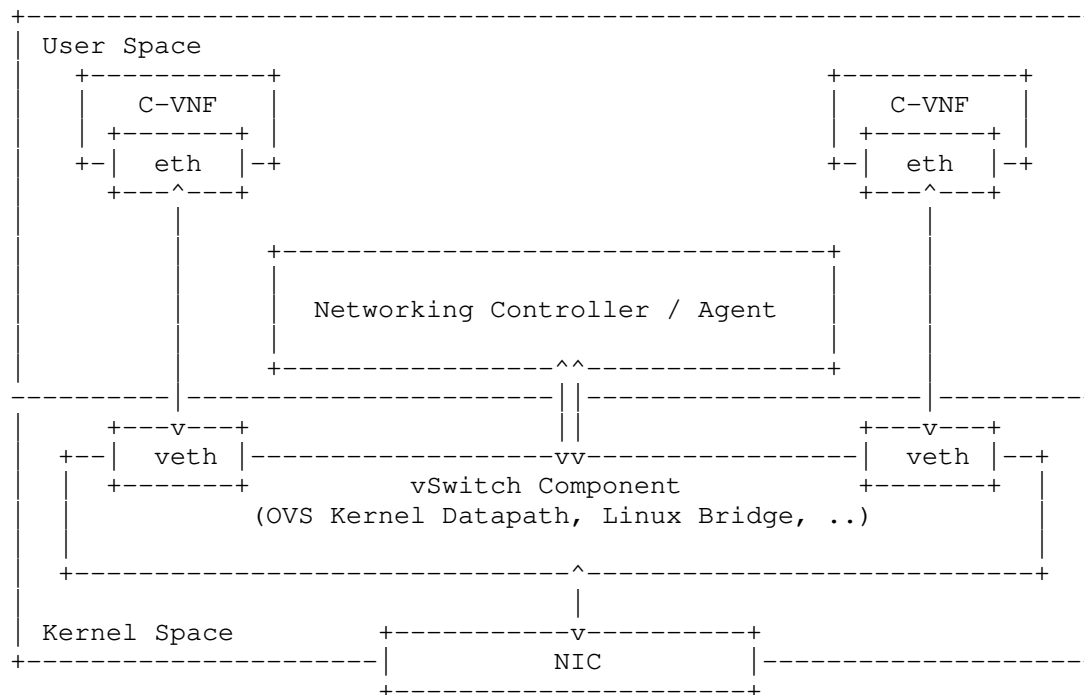 User Space
C-VNF C-VNF
eth eth
Networking Controller / Agent
veth veth
vSwitch Component
(OVS Kernel Datapath, Linux Bridge, ..)
Kernel Space
NIC